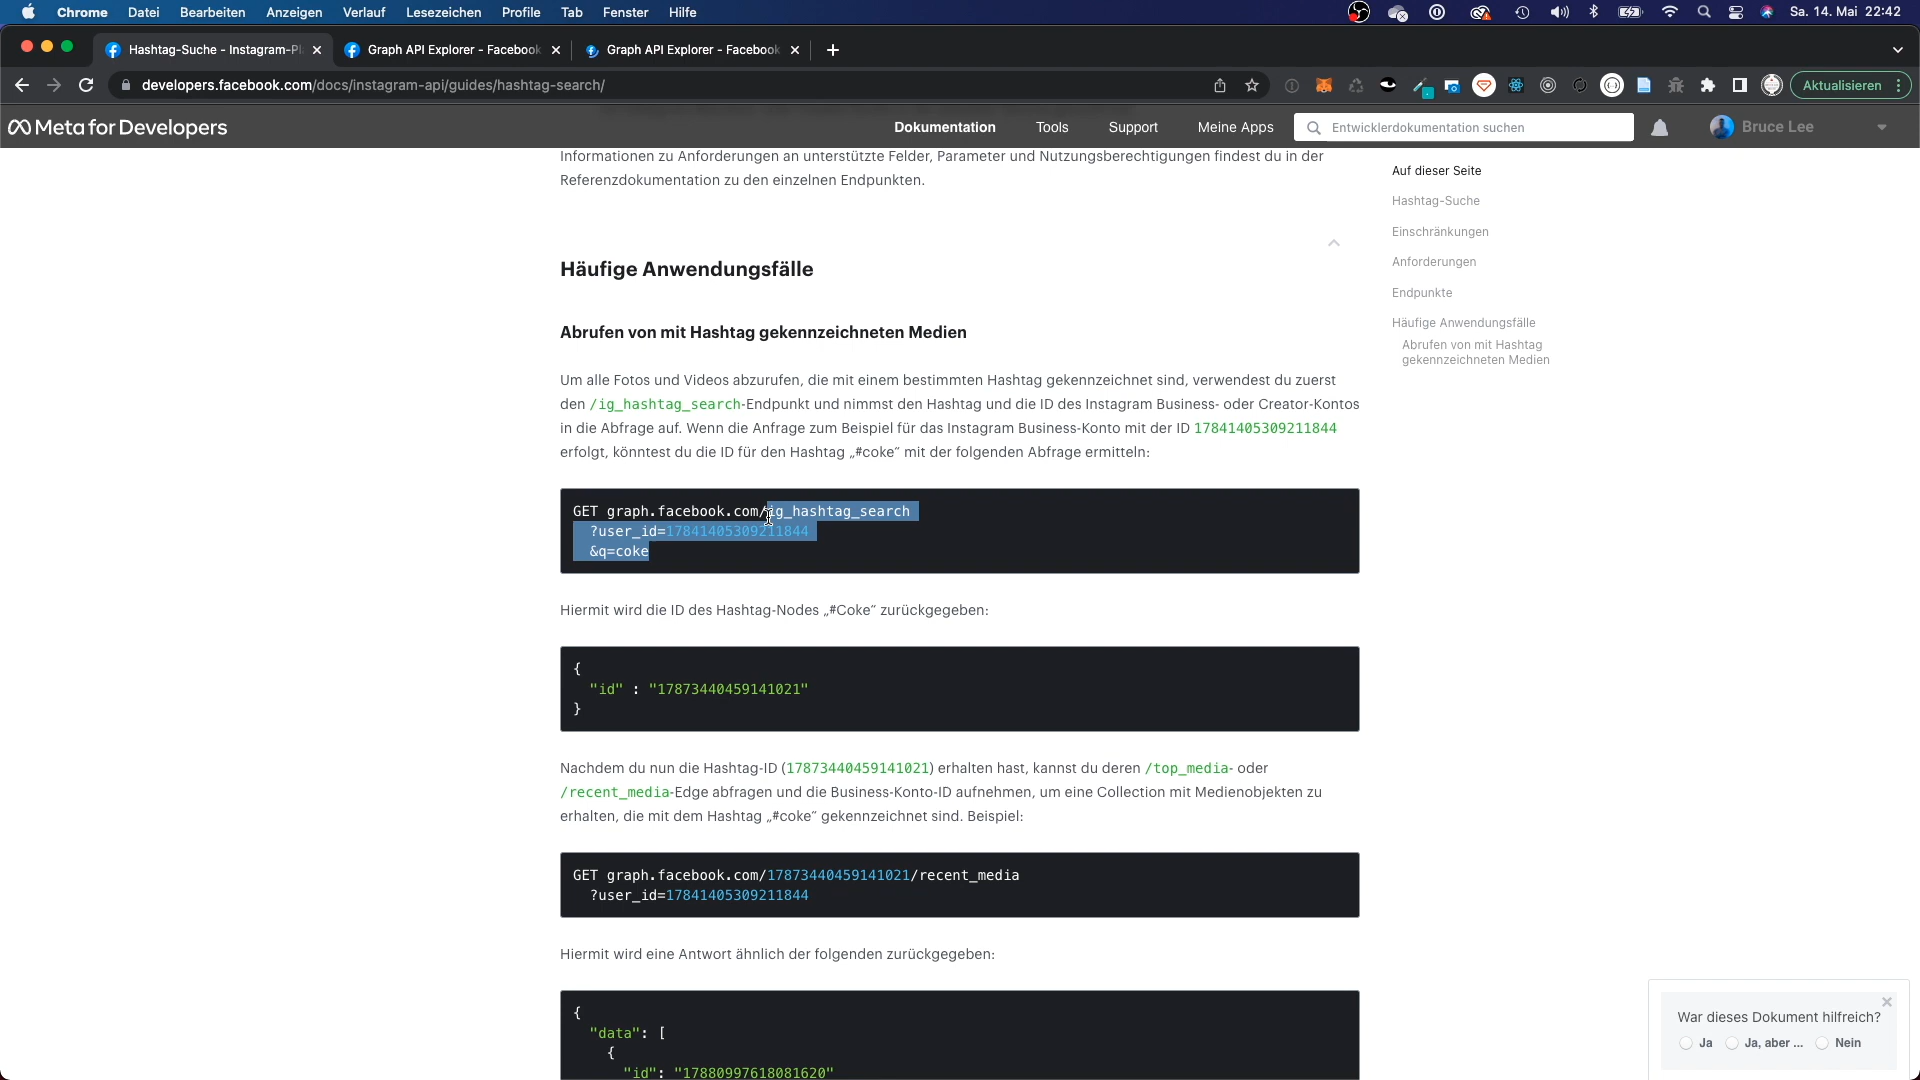 Chrome Datei Bearbeiten Anzeigen Verlauf Lesezeichen Profile Tab Fenster Hilfe Sa. 14. Mai 22:42
Hashtag-Suche - Instagram-Pl Graph API Explorer - Facebook Graph API Explorer - Facebook
developers.facebook.com/docs/instagram-api/guides/hashtag-search/ Aktualisieren
Meta for Developers Dokumentation Tools Support Meine Apps Entwicklerdokumentation suchen Bruce Lee
Informationen zu Anforderungen an unterstützte Felder, Parameter und Nutzungsberechtigungen findest du in der
Referenzdokumentation zu den einzelnen Endpunkten.
Häufige Anwendungsfälle
Abrufen von mit Hashtag gekennzeichneten Medien
Um alle Fotos und Videos abzurufen, die mit einem bestimmten Hashtag gekennzeichnet sind, verwendest du zuerst
den /ig_hashtag_search-Endpunkt und nimmst den Hashtag und die ID des Instagram Business- oder Creator-Kontos
in die Abfrage auf. Wenn die Anfrage zum Beispiel für das Instagram Business-Konto mit der ID 17841405309211844
erfolgt, könntest du die ID für den Hashtag „#coke“ mit der folgenden Abfrage ermitteln:
GET graph.facebook.com/ig_hashtag_search
?user_id=17841405309211844
&q=coke
Hiermit wird die ID des Hashtag-Nodes „#Coke“ zurückgegeben:
{
"id" : "17873440459141021"
}
Nachdem du nun die Hashtag-ID (17873440459141021) erhalten hast, kannst du deren /top_media- oder
/recent_media-Edge abfragen und die Business-Konto-ID aufnehmen, um eine Collection mit Medienobjekten zu
erhalten, die mit dem Hashtag „#coke“ gekennzeichnet sind. Beispiel:
GET graph.facebook.com/17873440459141021/recent_media
?user_id=17841405309211844
Hiermit wird eine Antwort ähnlich der folgenden zurückgegeben:
{
"data": [
{
"id": "17880997618081620"
Auf dieser Seite
Hashtag-Suche
Einschränkungen
Anforderungen
Endpunkte
Häufige Anwendungsfälle
Abrufen von mit Hashtag
gekennzeichneten Medien
War dieses Dokument hilfreich?
Ja Ja, aber ... Nein